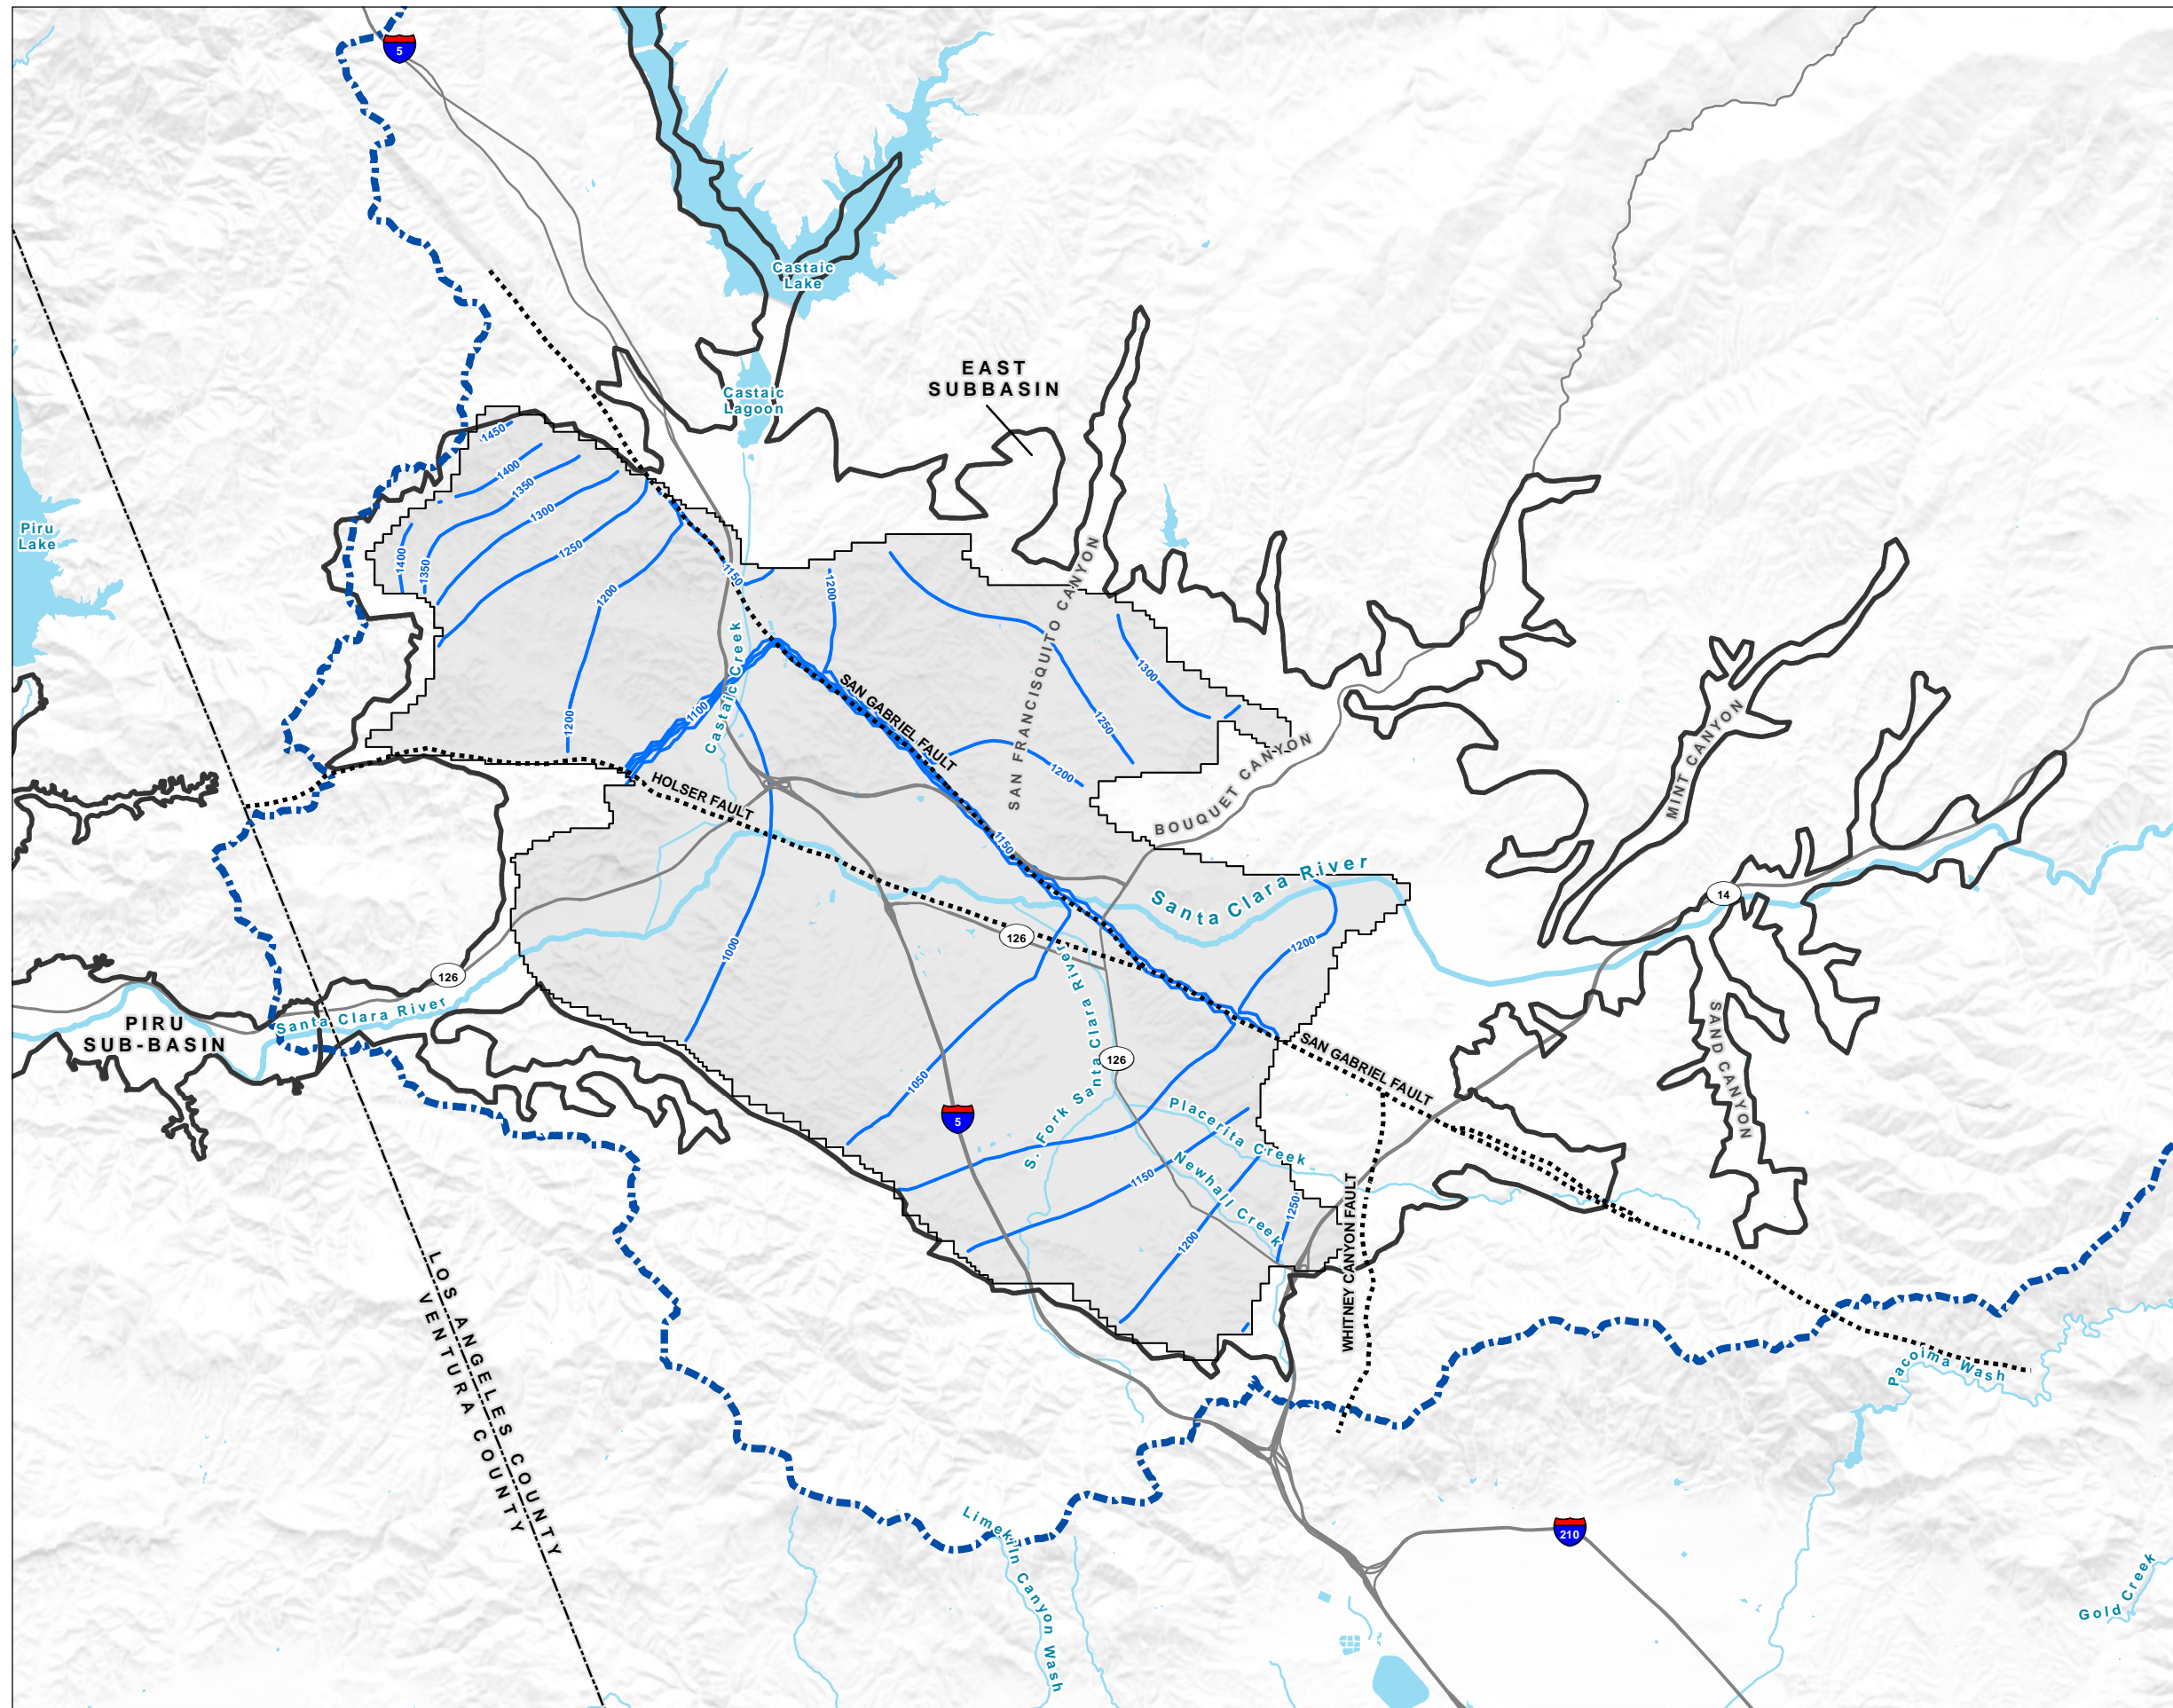 5
Castaic
Lake
EAST
SUBBASIN
Castaic
Lagoon
1450
1400
1350
1300
1250
1400
1350
1200
1150
1200
Piru
Lake
SAN FRANCISQUITO CANYON
1300
1250
1200
Castaic Creek
1100
SAN GABRIEL FAULT
1200
HOLSER FAULT
BOUQUET CANYON
MINT CANYON
1150
Santa Clara River
14
126
1000
1200
126
Santa Clara River
PIRU
SUB-BASIN
S. Fork Santa Clara River
126
SAN GABRIEL FAULT
SAND CANYON
1050
5
Placerita Creek
Newhall Creek
1150
1200
1250
WHITNEY CANYON FAULT
LOS ANGELES COUNTY
VENTURA COUNTY
Pacoima Wash
Limekiln Canyon Wash
210
Gold Creek